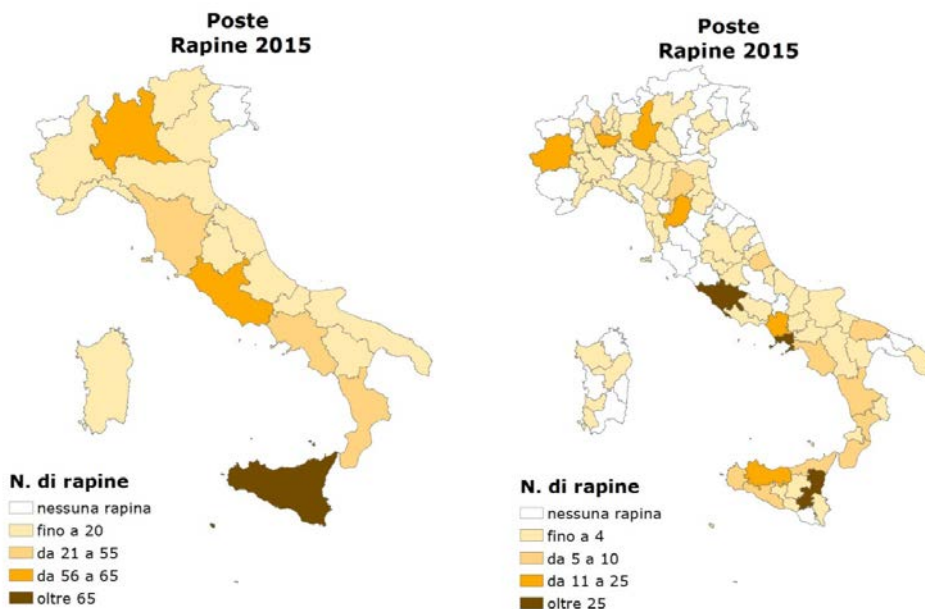 Poste
Rapine 2015
N. di rapine
nessuna rapina
fino a 20
da 21 a 55
da 56 a 65
oltre 65
Poste
Rapine 2015
N. di rapine
nessuna rapina
fino a 4
da 5 a 10
da 11 a 25
oltre 25